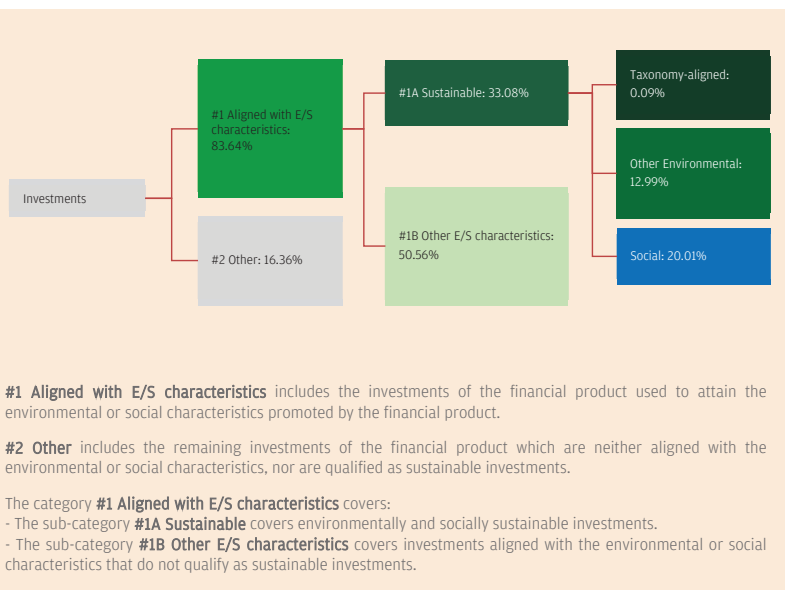 Investments
#1 Aligned with E/S
characteristics:
83.64%
#2 Other: 16.36%
#1A Sustainable: 33.08%
#1B Other E/S characteristics:
50.56%
Taxonomy-aligned:
0.09%
Other Environmental:
12.99%
Social: 20.01%
#1 Aligned with E/S characteristics includes the investments of the financial product used to attain the
environmental or social characteristics promoted by the financial product.
#2 Other includes the remaining investments of the financial product which are neither aligned with the
environmental or social characteristics, nor are qualified as sustainable investments.
The category #1 Aligned with E/S characteristics covers:
- The sub-category #1A Sustainable covers environmentally and socially sustainable investments.
- The sub-category #1B Other E/S characteristics covers investments aligned with the environmental or social
characteristics that do not qualify as sustainable investments.